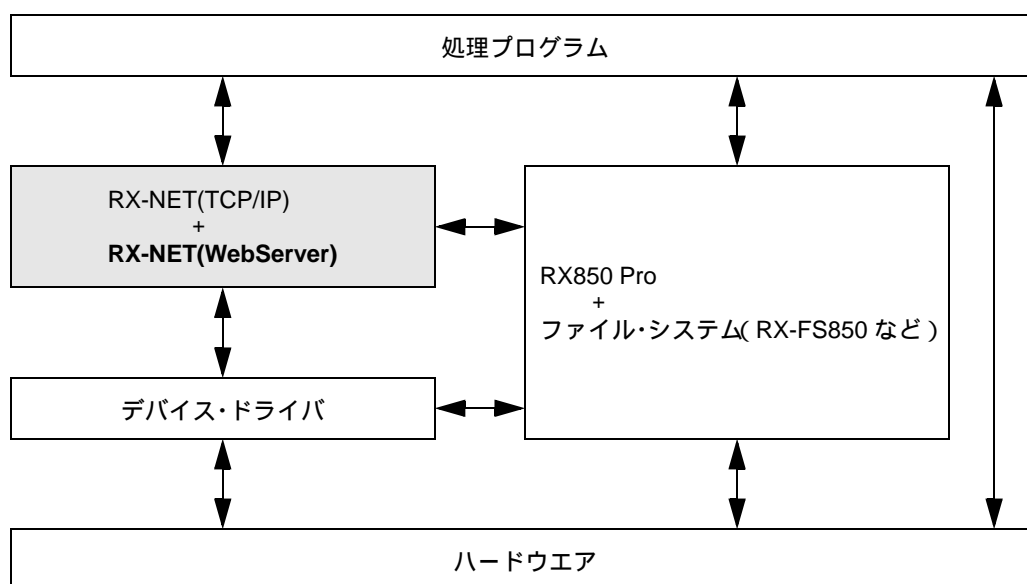 処理プログラム
RX-NET(TCP/IP)
+
RX-NET(WebServer)
RX850 Pro
+
ファイル・システム( RX-FS850 など )
デバイス・ドライバ
ハードウエア